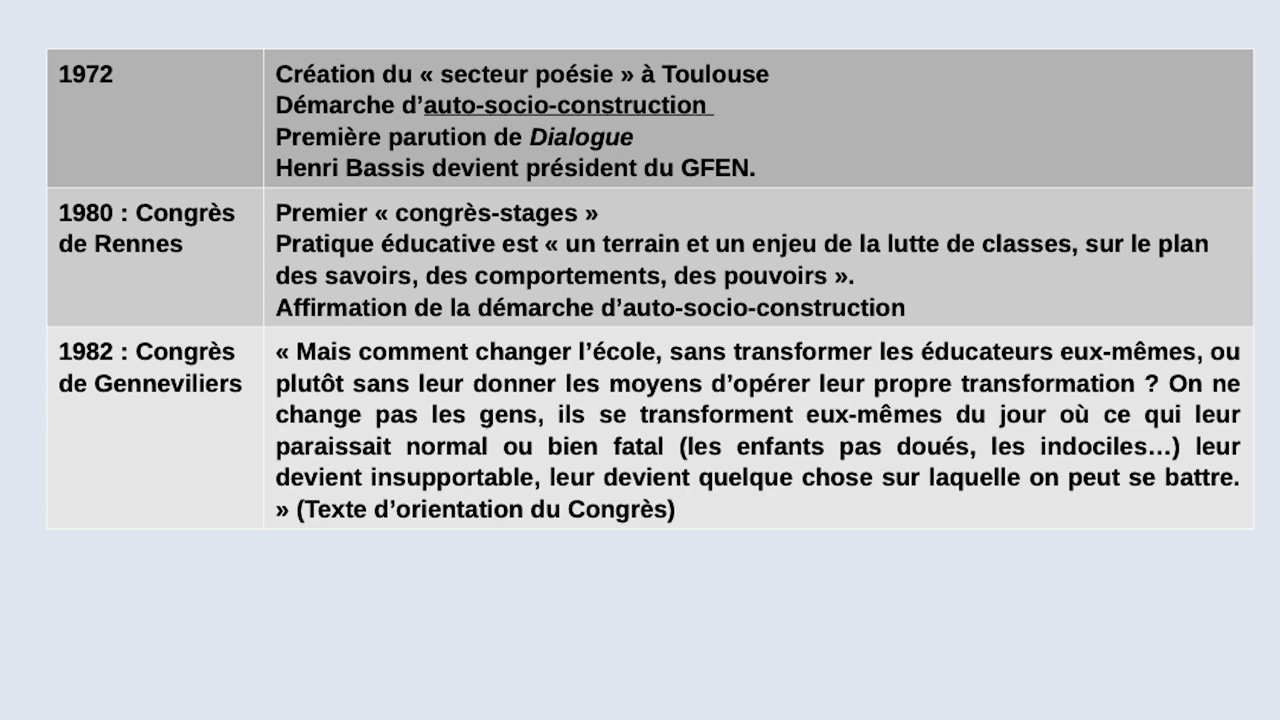 1972
Création du « secteur poésie » à Toulouse
Démarche d’auto-socio-construction
Première parution de Dialogue
Henri Bassis devient président du GFEN.
1980 : Congrès
de Rennes
Premier « congrès-stages »
Pratique éducative est « un terrain et un enjeu de la lutte de classes, sur le plan
des savoirs, des comportements, des pouvoirs ».
Affirmation de la démarche d’auto-socio-construction
1982 : Congrès
de Genneviliers
« Mais comment changer l’école, sans transformer les éducateurs eux-mêmes, ou
plutôt sans leur donner les moyens d’opérer leur propre transformation ? On ne
change pas les gens, ils se transforment eux-mêmes du jour où ce qui leur
paraissait normal ou bien fatal (les enfants pas doués, les indociles…) leur
devient insupportable, leur devient quelque chose sur laquelle on peut se battre.
» (Texte d’orientation du Congrès)